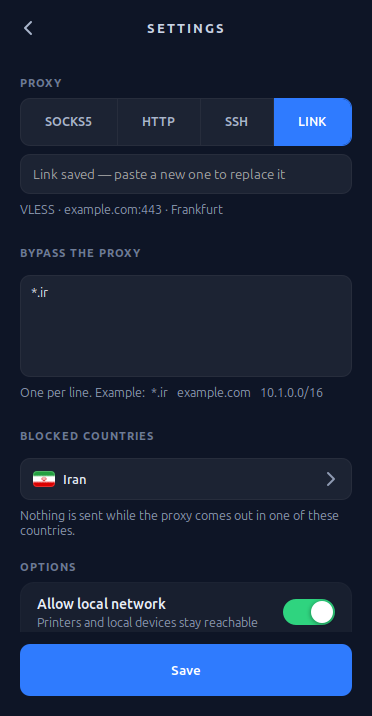 SETTINGS
PROXY
SOCKS5 HTTP SSH LINK
Link saved — paste a new one to replace it
VLESS · example.com:443 · Frankfurt
BYPASS THE PROXY
*.ir
One per line. Example: *.ir example.com 10.1.0.0/16
BLOCKED COUNTRIES
Iran
Nothing is sent while the proxy comes out in one of these
countries.
OPTIONS
Allow local network
Printers and local devices stay reachable
Save